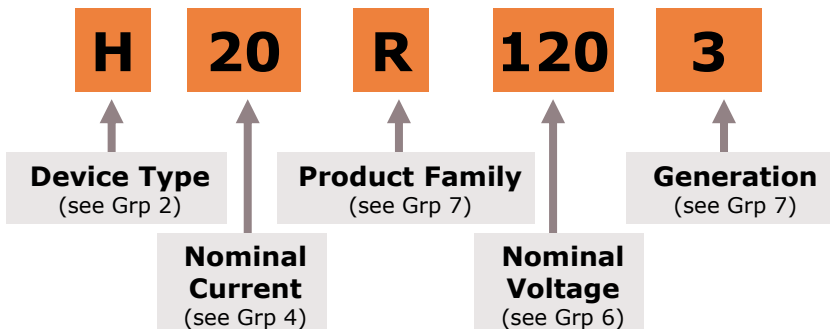 H 20 R 120 3
Device Type
(see Grp 2)
Product Family
(see Grp 7)
Generation
(see Grp 7)
Nominal
Current
(see Grp 4)
Nominal
Voltage
(see Grp 6)